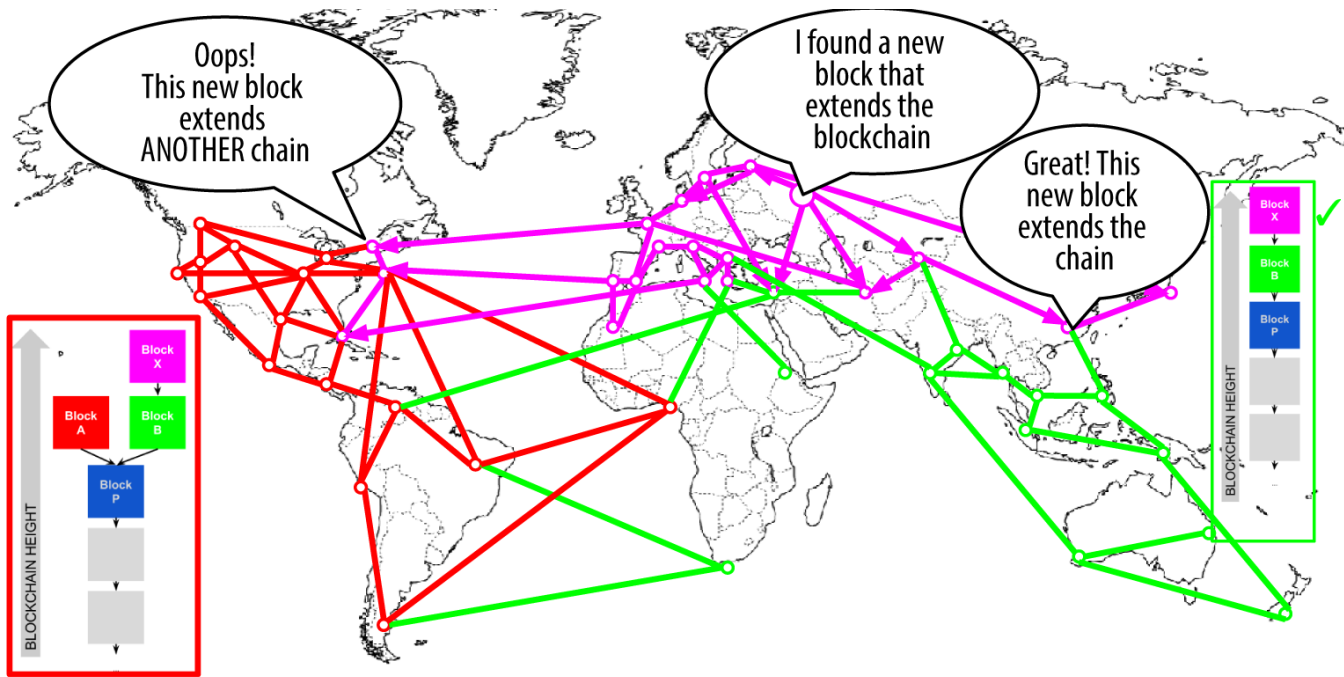 Oops!
This new block
extends
ANOTHER chain
I found a new
block that
extends the
blockchain
Great! This
new block
extends the
chain
BLOCKCHAIN HEIGHT
Block
X
Block
A
Block
B
Block
P
BLOCKCHAIN HEIGHT
Block
X
Block
B
Block
P